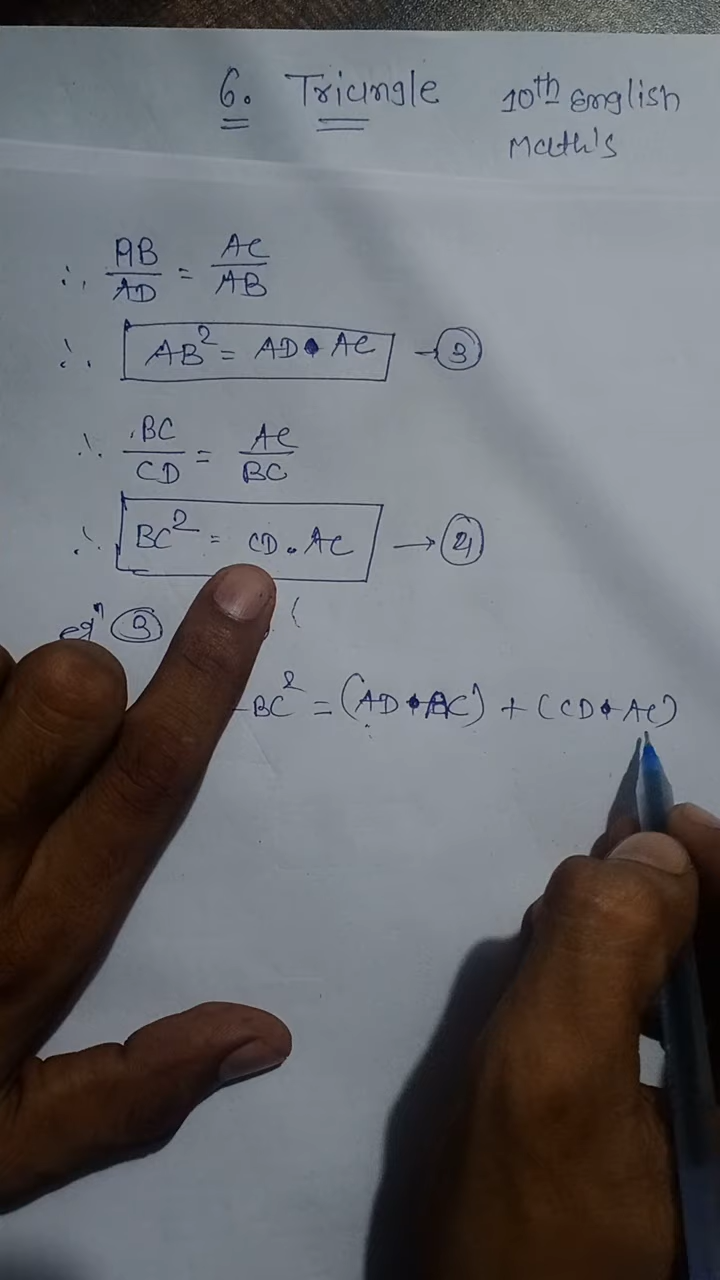 6. Triangle 10th English
Math's
∴ AB/AD = AC/AB
∴ AB² = AD • AC → ③
∴ BC/CD = AC/BC
∴ BC² = CD . AC → ④
eqⁿ ③
BC² = (AD • AC) + (CD • AC)